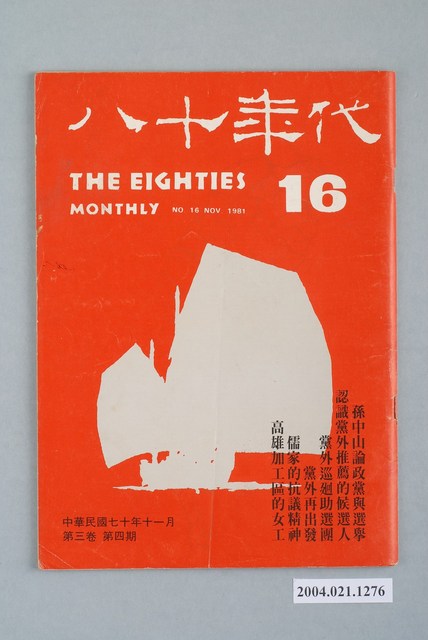 八十年代
THE EIGHTIES
MONTHLY NO. 16 NOV 1981
16
孫中山論政黨與選舉
認識黨外推薦的候選人
黨外巡廻助選團
黨外再出發
儒家的抗議精神
高雄加工區的女工
中華民國七十年十一月
第三卷 第四期
2004.021.1276